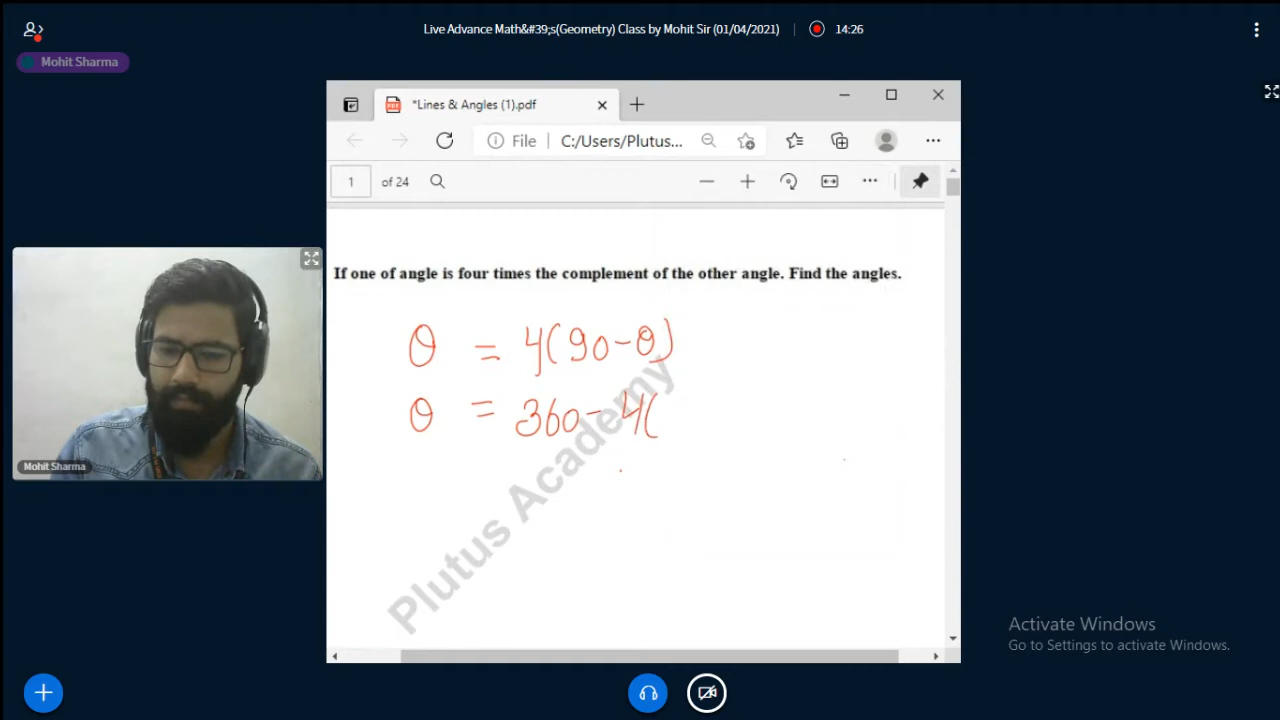 Live Advance Math&#39;s(Geometry) Class by Mohit Sir (01/04/2021)
14:26
Mohit Sharma
*Lines & Angles (1).pdf
File
C:/Users/Plutus...
1
of 24
If one of angle is four times the complement of the other angle. Find the angles.
θ = 4(90-θ)
θ = 360-4(
Plutus Academy
Mohit Sharma
Activate Windows
Go to Settings to activate Windows.